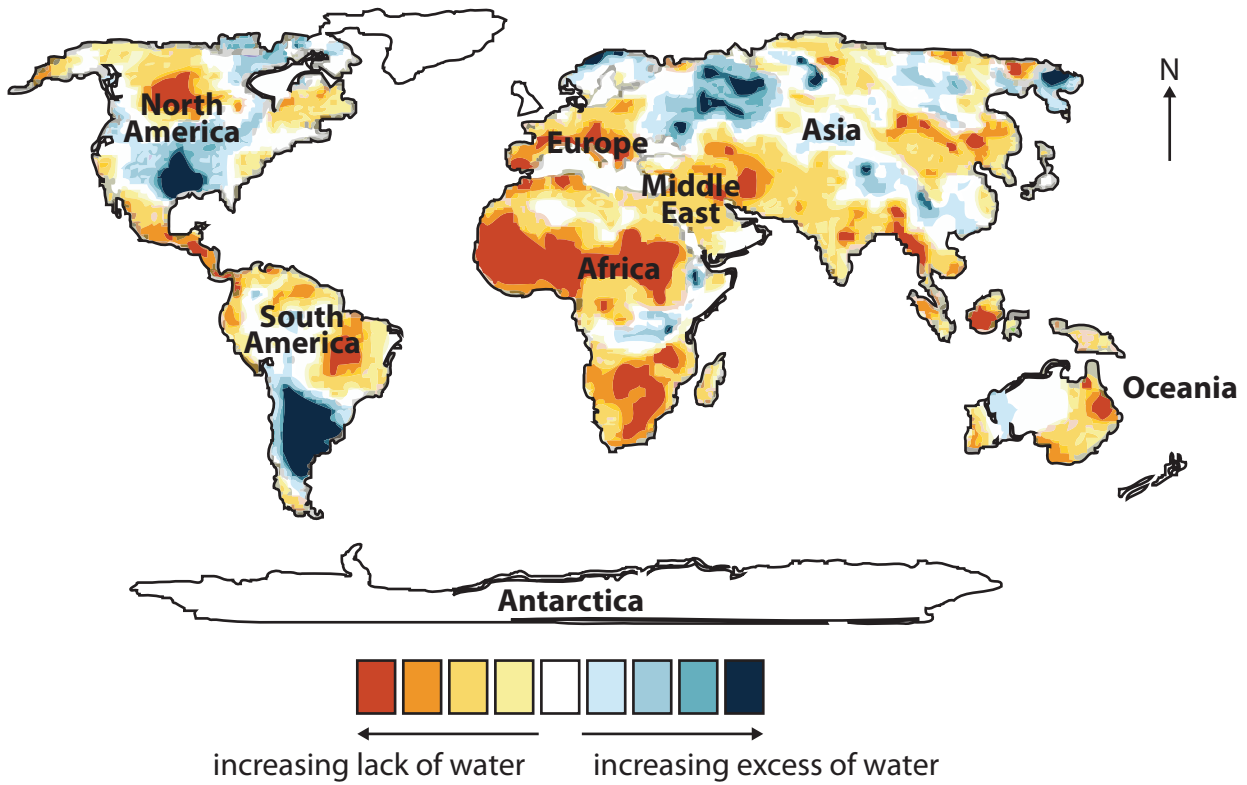 N
North
America
Europe
Asia
Middle
East
Africa
South
America
Oceania
Antarctica
increasing lack of water
increasing excess of water